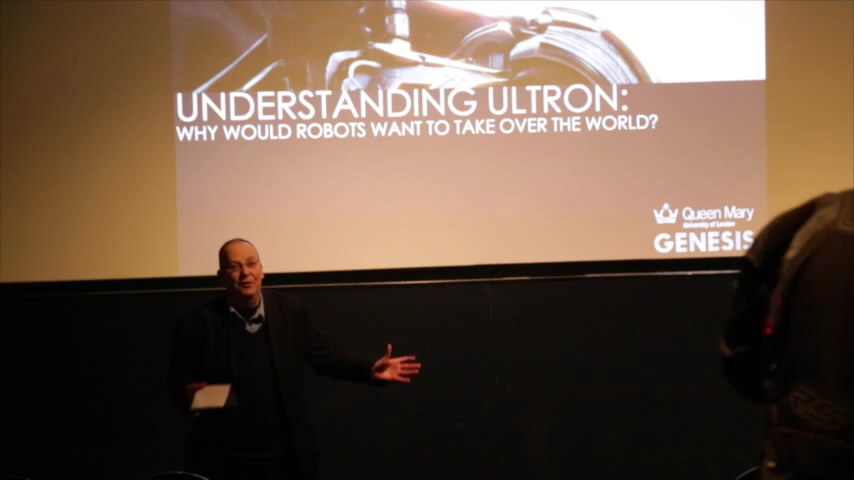 UNDERSTANDING ULTRON:
WHY WOULD ROBOTS WANT TO TAKE OVER THE WORLD?
Queen Mary
University of London
GENESIS